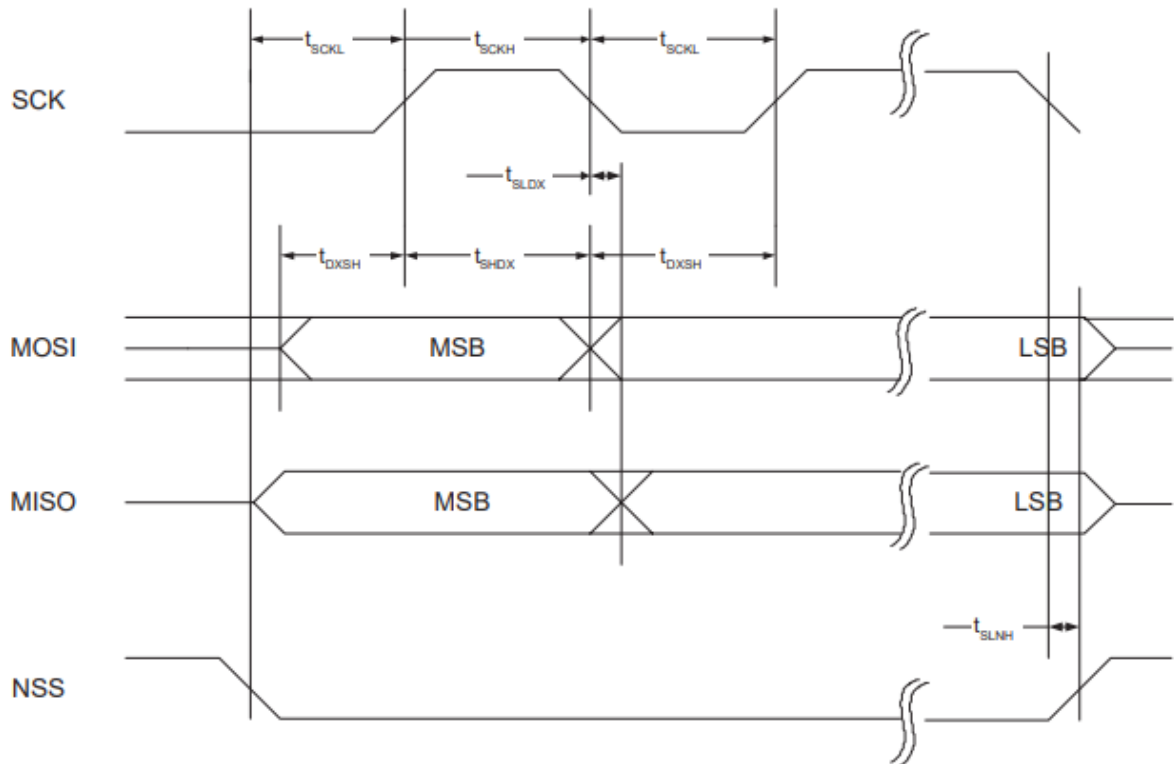 tSCKL tSCKH tSCKL
SCK
tSLDX
tDXSH tSHDX tDXSH
MOSI MSB LSB
MISO MSB LSB
tSLNH
NSS